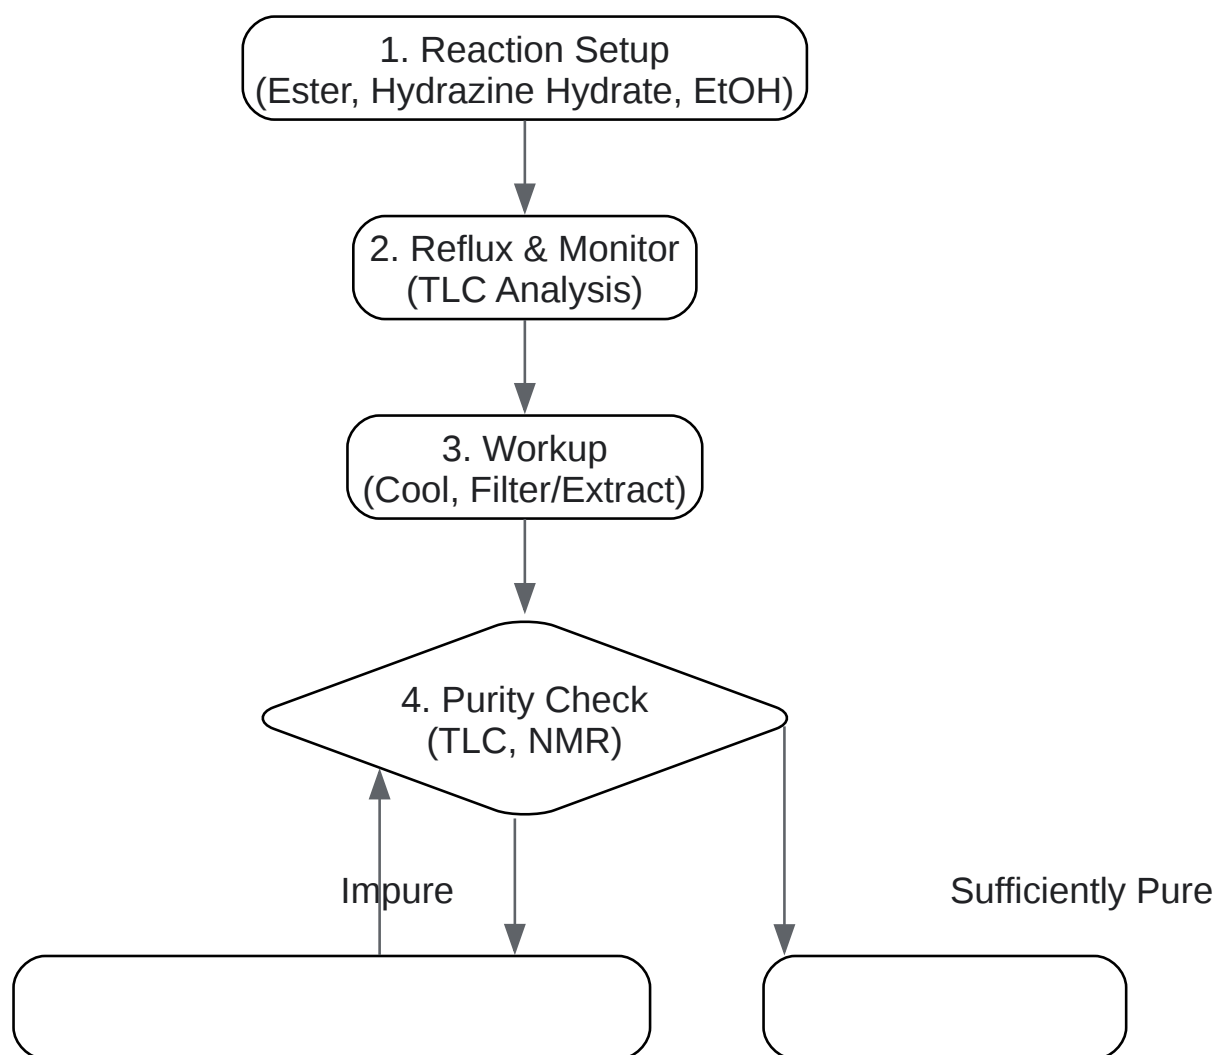 1. Reaction Setup
(Ester, Hydrazine Hydrate, EtOH)
2. Reflux & Monitor
(TLC Analysis)
3. Workup
(Cool, Filter/Extract)
4. Purity Check
(TLC, NMR)
Impure
Sufficiently Pure